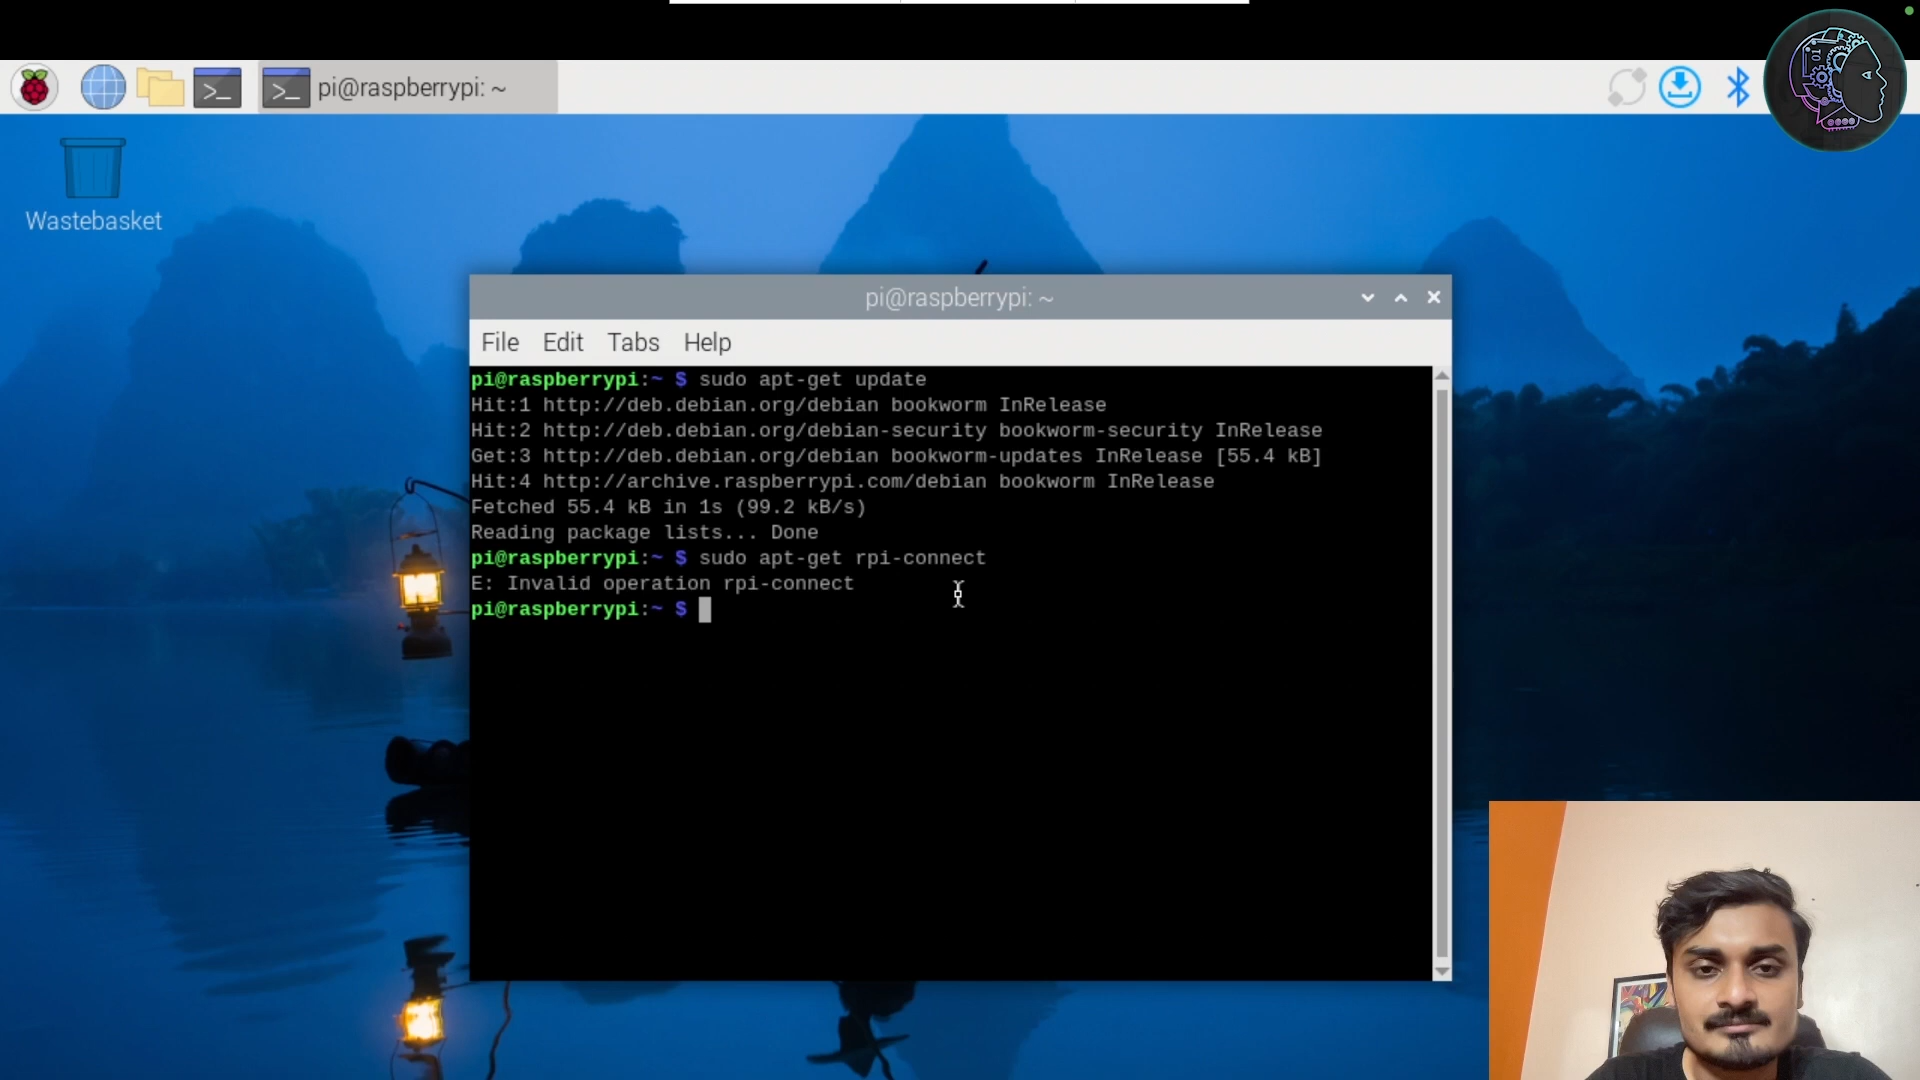 pi@raspberrypi: ~
Wastebasket
pi@raspberrypi: ~
File Edit Tabs Help
pi@raspberrypi:~ $ sudo apt-get update
Hit:1 http://deb.debian.org/debian bookworm InRelease
Hit:2 http://deb.debian.org/debian-security bookworm-security InRelease
Get:3 http://deb.debian.org/debian bookworm-updates InRelease [55.4 kB]
Hit:4 http://archive.raspberrypi.com/debian bookworm InRelease
Fetched 55.4 kB in 1s (99.2 kB/s)
Reading package lists... Done
pi@raspberrypi:~ $ sudo apt-get rpi-connect
E: Invalid operation rpi-connect
pi@raspberrypi:~ $